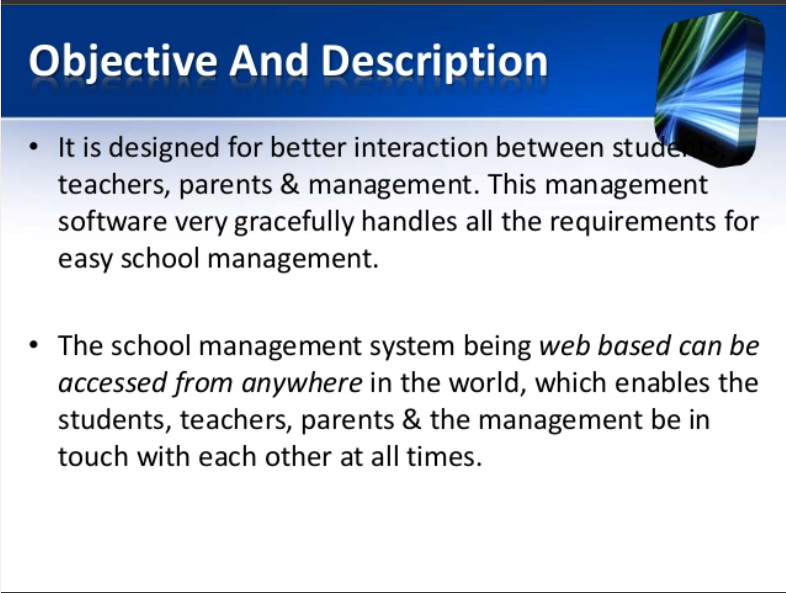 Objective And Description
• It is designed for better interaction between students,
teachers, parents & management. This management
software very gracefully handles all the requirements for
easy school management.
• The school management system being web based can be
accessed from anywhere in the world, which enables the
students, teachers, parents & the management be in
touch with each other at all times.